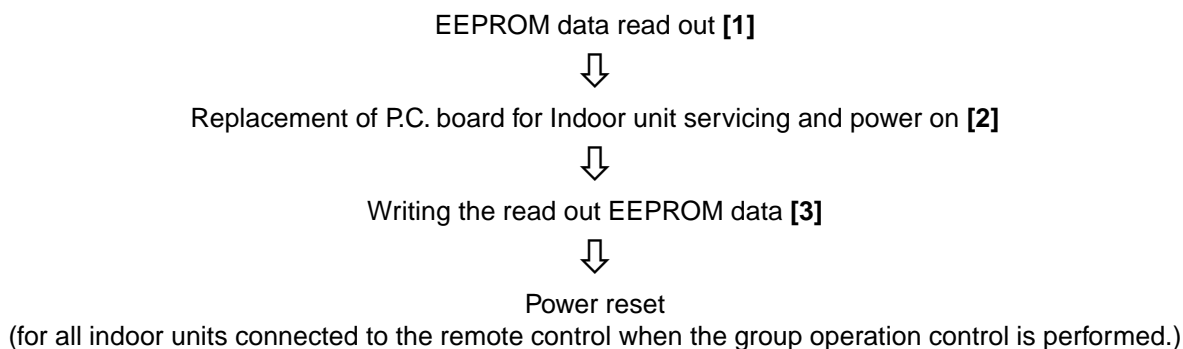 EEPROM data read out [1]
Replacement of P.C. board for Indoor unit servicing and power on [2]
Writing the read out EEPROM data [3]
Power reset
(for all indoor units connected to the remote control when the group operation control is performed.)